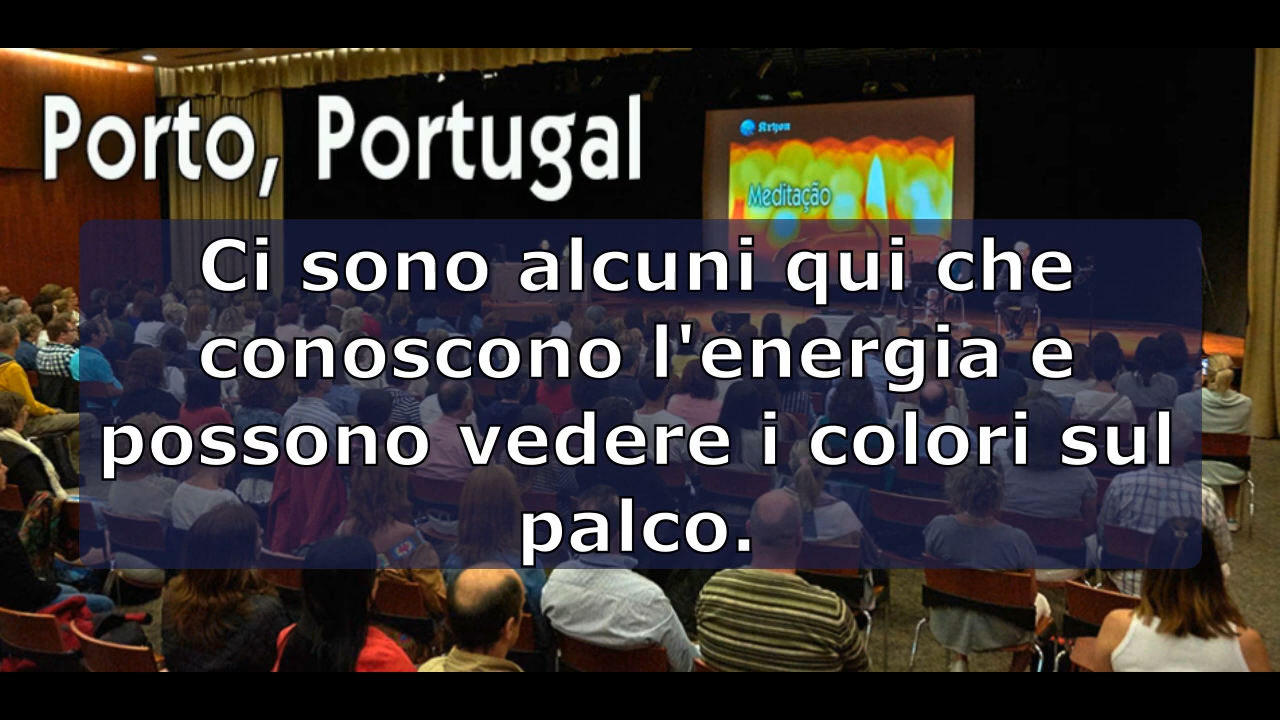 Porto, Portugal
Kryon
Meditação
Ci sono alcuni qui che
conoscono l'energia e
possono vedere i colori sul
palco.